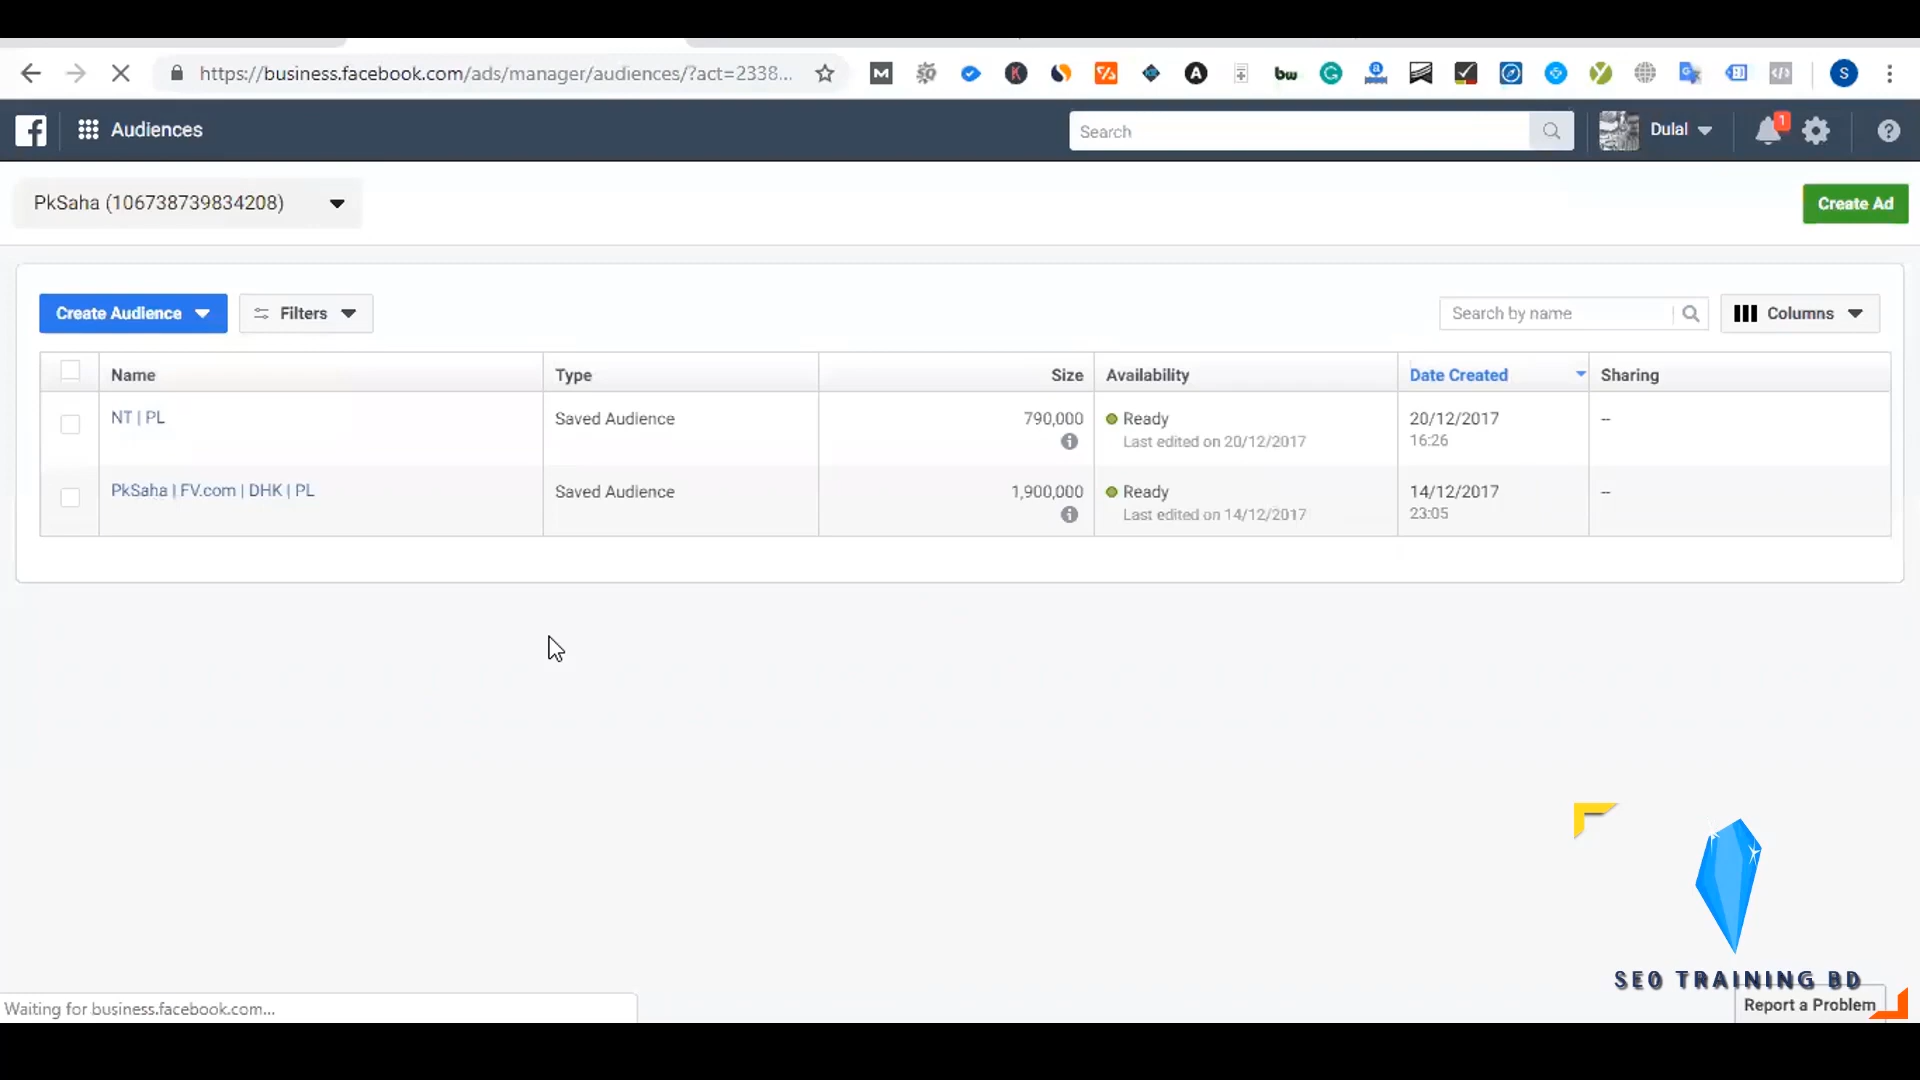 https://business.facebook.com/ads/manager/audiences/?act=2338...
Audiences
Search
Dulal
1
PkSaha (106738739834208)
Create Ad
Create Audience
Filters
Search by name
Columns
Name Type Size Availability Date Created Sharing
NT | PL Saved Audience 790,000 Ready 20/12/2017 --
Last edited on 20/12/2017 16:26
PkSaha | FV.com | DHK | PL Saved Audience 1,900,000 Ready 14/12/2017 --
Last edited on 14/12/2017 23:05
SEO TRAINING BD
Report a Problem
Waiting for business.facebook.com...